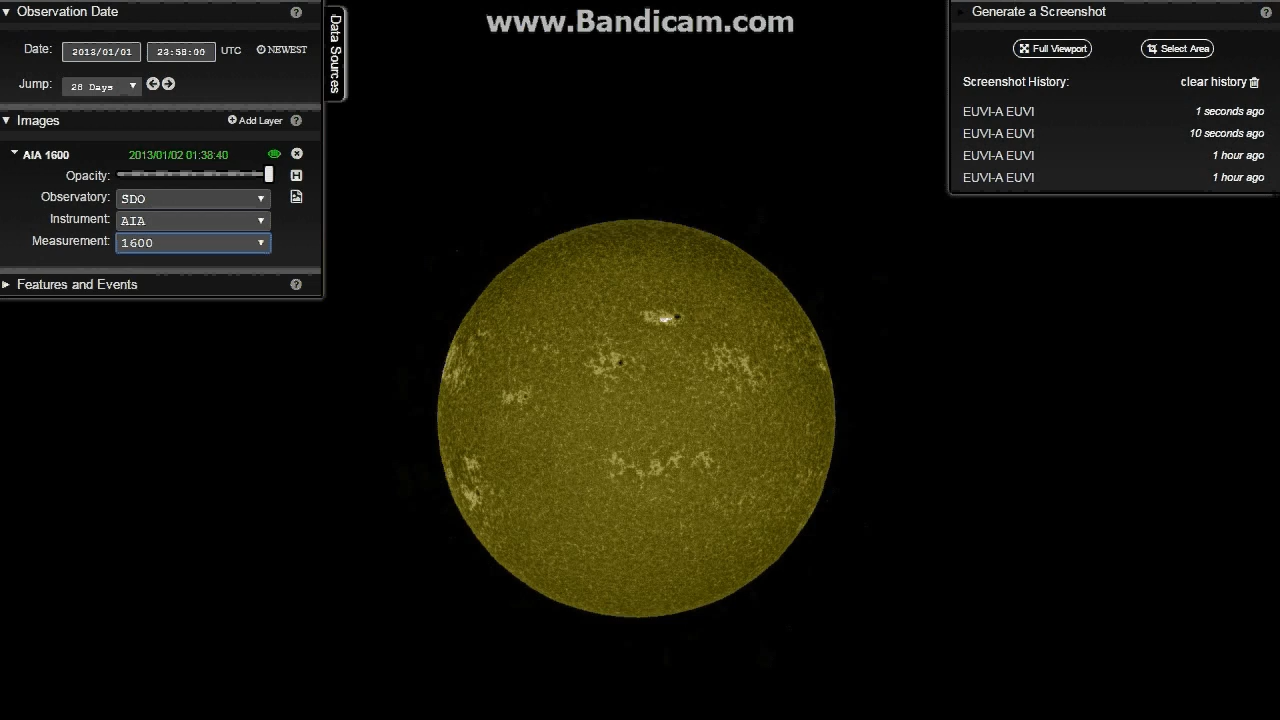 Observation Date
Date: 2013/01/01 23:58:00 UTC NEWEST
Jump: 28 Days
Data Sources
Images Add Layer
AIA 1600 2013/01/02 01:38:40
Opacity:
Observatory: SDO
Instrument: AIA
Measurement: 1600
Features and Events
www.Bandicam.com
Generate a Screenshot
Full Viewport Select Area
Screenshot History: clear history
EUVI-A EUVI 1 seconds ago
EUVI-A EUVI 10 seconds ago
EUVI-A EUVI 1 hour ago
EUVI-A EUVI 1 hour ago